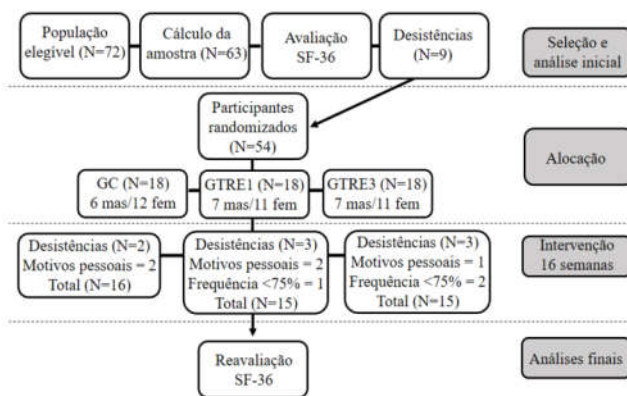 População
elegível (N=72)
Cálculo da
amostra (N=63)
Avaliação
SF-36
Desistências
(N=9)
Seleção e
análise inicial
Participantes
randomizados
(N=54)
Alocação
GC (N=18)
6 mas/12 fem
GTRE1 (N=18)
7 mas/11 fem
GTRE3 (N=18)
7 mas/11 fem
Desistências (N=2)
Motivos pessoais = 2
Total (N=16)
Desistências (N=3)
Motivos pessoais = 2
Frequência <75% = 1
Total (N=15)
Desistências (N=3)
Motivos pessoais = 1
Frequência <75% = 2
Total (N=15)
Intervenção
16 semanas
Reavaliação
SF-36
Análises finais